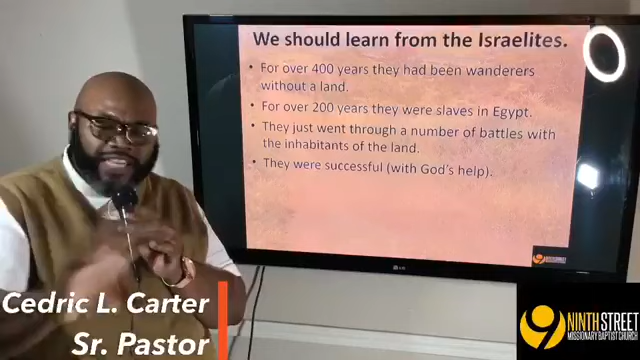 We should learn from the Israelites.
• For over 400 years they had been wanderers
without a land.
• For over 200 years they were slaves in Egypt.
• They just went through a number of battles with
the inhabitants of the land.
• They were successful (with God's help).
LG
Cedric L. Carter
Sr. Pastor
NINTH STREET
MISSIONARY BAPTIST CHURCH